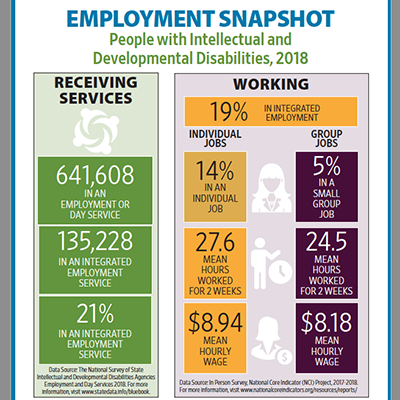 EMPLOYMENT SNAPSHOT
People with Intellectual and
Developmental Disabilities, 2018
RECEIVING
SERVICES
641,608
IN AN
EMPLOYMENT OR
DAY SERVICE
135,228
IN AN INTEGRATED
EMPLOYMENT
SERVICE
21%
IN AN INTEGRATED
EMPLOYMENT
SERVICE
Data Source: The National Survey of State
Intellectual and Developmental Disabilities Agencies
Employment and Day Services 2018. For more
information, visit www.statedata.info/bluebook.
WORKING
19% IN INTEGRATED
EMPLOYMENT
INDIVIDUAL
JOBS
14%
IN AN
INDIVIDUAL
JOB
27.6
MEAN
HOURS
WORKED
FOR 2 WEEKS
$8.94
MEAN
HOURLY
WAGE
GROUP
JOBS
5%
IN A
SMALL
GROUP
JOB
24.5
MEAN
HOURS
WORKED
FOR 2 WEEKS
$8.18
MEAN
HOURLY
WAGE
$
Data Source: In Person Survey, National Core Indicator (NCI) Project, 2017-2018.
For more information, visit www.nationalcoreindicators.org/resources/reports/